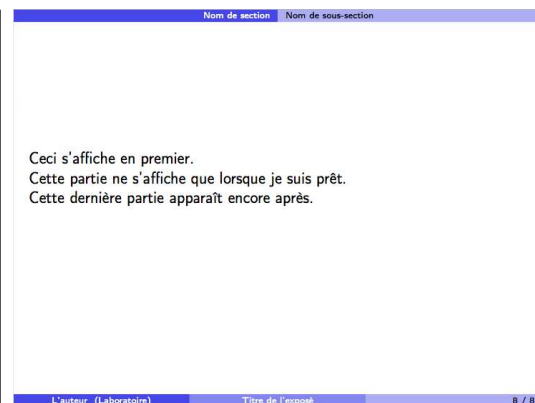 Nom de section Nom de sous-section
Ceci s'affiche en premier.
Cette partie ne s'affiche que lorsque je suis prêt.
Cette dernière partie apparaît encore après.
L'auteur (Laboratoire) Titre de l'exposé 8 / 8